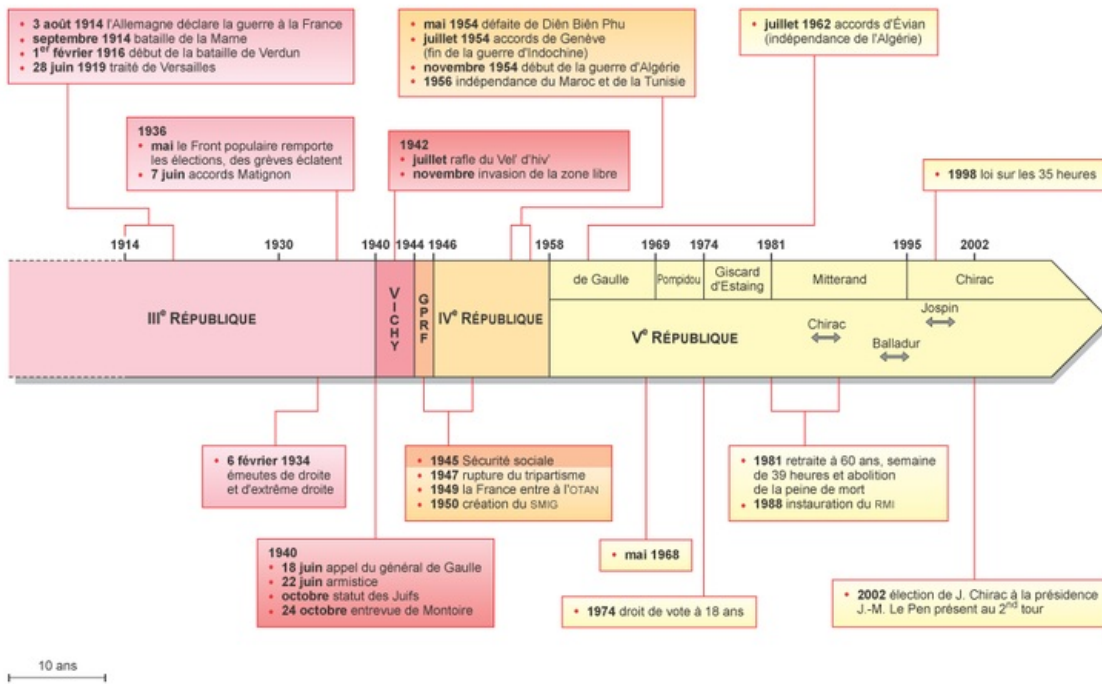 • 3 août 1914 l'Allemagne déclare la guerre à la France
• septembre 1914 bataille de la Marne
• 1er février 1916 début de la bataille de Verdun
• 28 juin 1919 traité de Versailles
• mai 1954 défaite de Diên Biên Phu
• juillet 1954 accords de Genève
(fin de la guerre d'Indochine)
• novembre 1954 début de la guerre d'Algérie
• 1956 indépendance du Maroc et de la Tunisie
• juillet 1962 accords d'Évian
(indépendance de l'Algérie)
1936
• mai le Front populaire remporte
les élections, des grèves éclatent
• 7 juin accords Matignon
1942
• juillet rafle du Vel' d'hiv'
• novembre invasion de la zone libre
• 1998 loi sur les 35 heures
1914 1930 1940 1944 1946 1958 1969 1974 1981 1995 2002
IIIe RÉPUBLIQUE
VICHY
GPRF
IVe RÉPUBLIQUE
de Gaulle
Pompidou
Giscard
d'Estaing
Mitterand
Chirac
Ve RÉPUBLIQUE
Chirac
Balladur
Jospin
• 6 février 1934
émeutes de droite
et d'extrême droite
• 1945 Sécurité sociale
• 1947 rupture du tripartisme
• 1949 la France entre à l'OTAN
• 1950 création du SMIG
• 1981 retraite à 60 ans, semaine
de 39 heures et abolition
de la peine de mort
• 1988 instauration du RMI
1940
• 18 juin appel du général de Gaulle
• 22 juin armistice
• octobre statut des Juifs
• 24 octobre entrevue de Montoire
• mai 1968
• 1974 droit de vote à 18 ans
• 2002 élection de J. Chirac à la présidence
J.-M. Le Pen présent au 2nd tour
10 ans